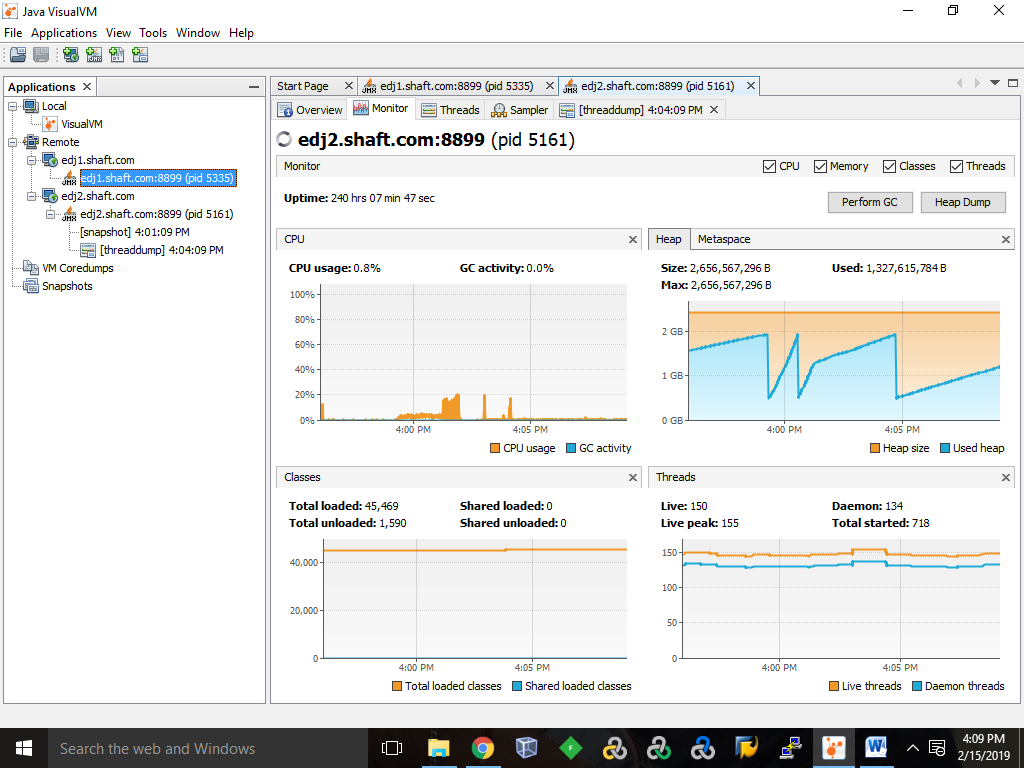 Java VisualVM
File Applications View Tools Window Help
Applications
Local
VisualVM
Remote
edj1.shaft.com
edj1.shaft.com:8899 (pid 5335)
edj2.shaft.com
edj2.shaft.com:8899 (pid 5161)
[snapshot] 4:01:09 PM
[threaddump] 4:04:09 PM
VM Coredumps
Snapshots
Start Page edj1.shaft.com:8899 (pid 5335) edj2.shaft.com:8899 (pid 5161)
Overview Monitor Threads Sampler [threaddump] 4:04:09 PM
edj2.shaft.com:8899 (pid 5161)
Monitor CPU Memory Classes Threads
Uptime: 240 hrs 07 min 47 sec Perform GC Heap Dump
CPU
CPU usage: 0.8% GC activity: 0.0%
100%
80%
60%
40%
20%
0%
4:00 PM 4:05 PM
CPU usage GC activity
Heap Metaspace
Size: 2,656,567,296 B Used: 1,327,615,784 B
Max: 2,656,567,296 B
2 GB
1 GB
0 GB
4:00 PM 4:05 PM
Heap size Used heap
Classes
Total loaded: 45,469 Shared loaded: 0
Total unloaded: 1,590 Shared unloaded: 0
40,000
20,000
0
4:00 PM 4:05 PM
Total loaded classes Shared loaded classes
Threads
Live: 150 Daemon: 134
Live peak: 155 Total started: 718
150
100
50
0
4:00 PM 4:05 PM
Live threads Daemon threads
Search the web and Windows
4:09 PM
2/15/2019